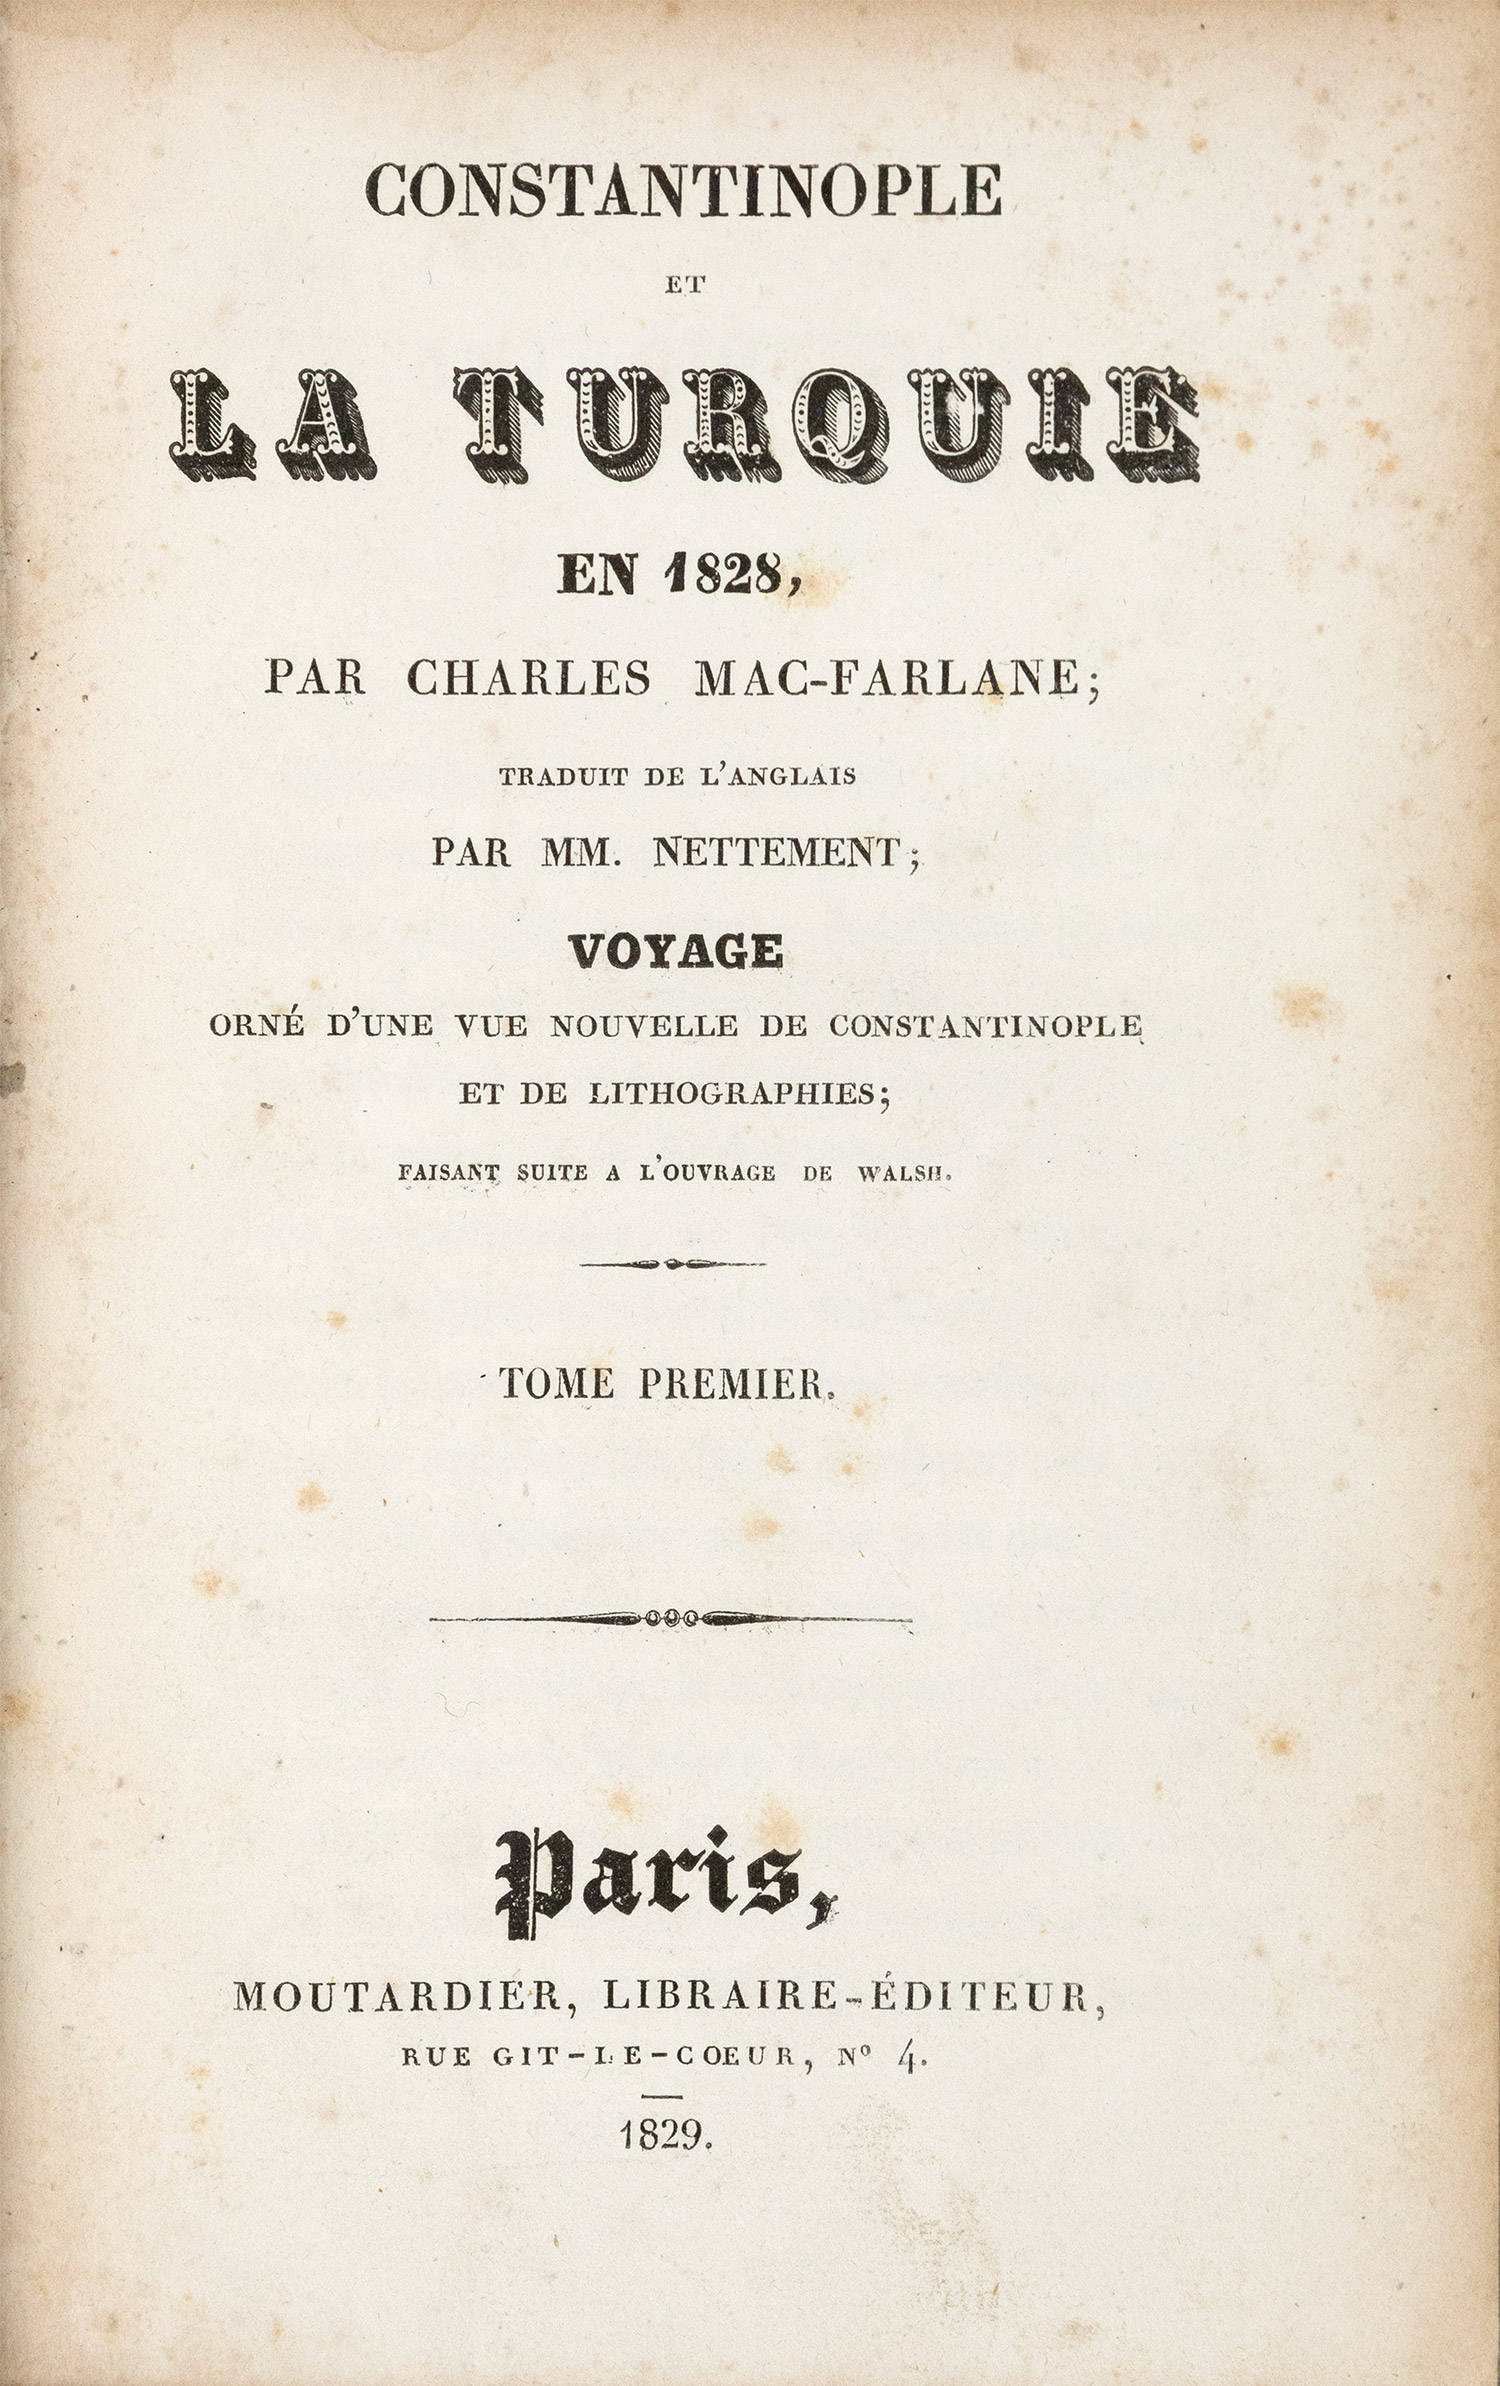 CONSTANTINOPLE
ET
LA TURQUIE
EN 1828,
PAR CHARLES MAC-FARLANE;
TRADUIT DE L'ANGLAIS
PAR MM. NETTEMENT;
VOYAGE
ORNÉ D'UNE VUE NOUVELLE DE CONSTANTINOPLE
ET DE LITHOGRAPHIES;
FAISANT SUITE A L'OUVRAGE DE WALSH.
TOME PREMIER.
Paris,
MOUTARDIER, LIBRAIRE-ÉDITEUR,
RUE GIT-LE-COEUR, Nº 4.
1829.